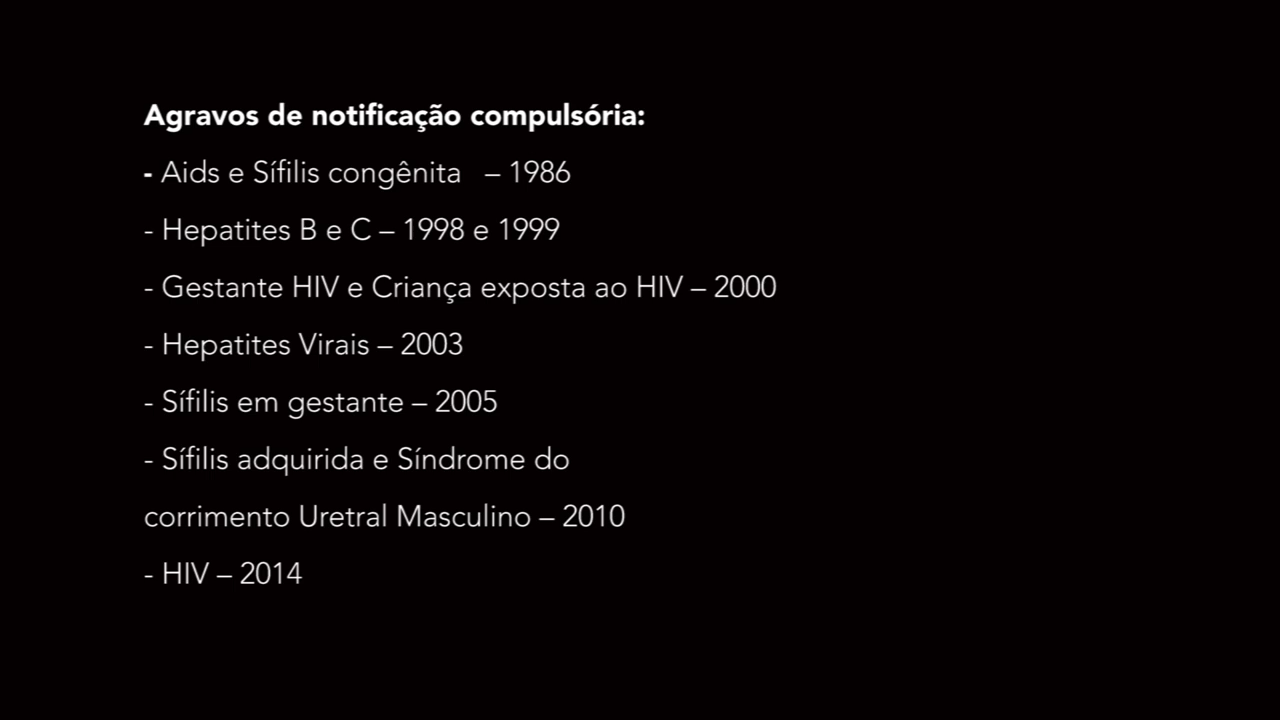 Agravos de notificação compulsória:
- Aids e Sífilis congênita – 1986
- Hepatites B e C – 1998 e 1999
- Gestante HIV e Criança exposta ao HIV – 2000
- Hepatites Virais – 2003
- Sífilis em gestante – 2005
- Sífilis adquirida e Síndrome do
corrimento Uretral Masculino – 2010
- HIV – 2014